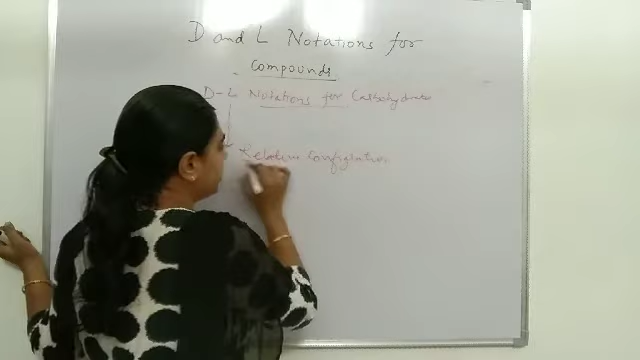 D and L Notations for
Compounds
D-L Notations for Carbohydrates
Relative Configuration